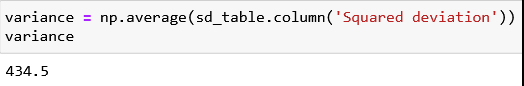 variance = np.average(sd_table.column('Squared deviation'))
variance
434.5